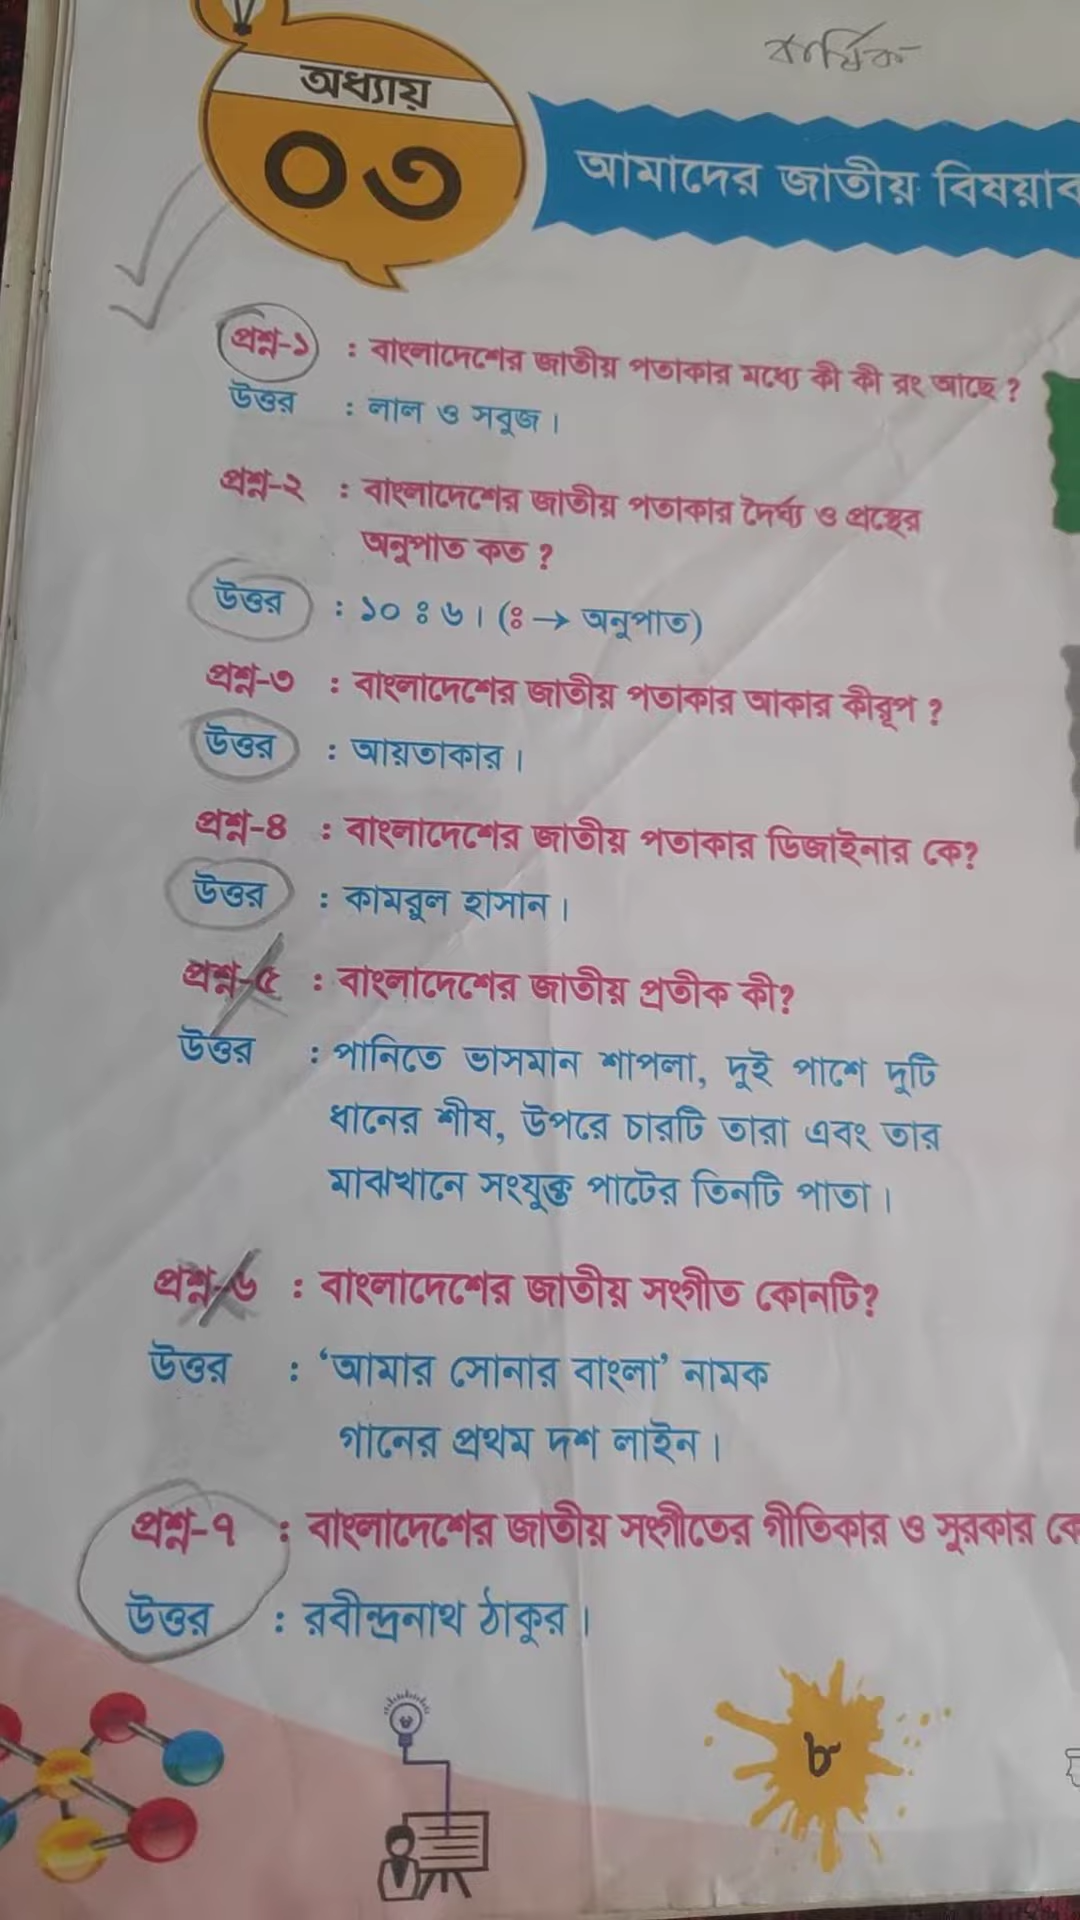 বার্ষিক
অধ্যায়
০৩
আমাদের জাতীয়
প্রশ্ন-১ : বাংলাদেশের জাতীয় পতাকার মধ্যে কী কী রং আছে ?
উত্তর : লাল ও সবুজ।
প্রশ্ন-২ : বাংলাদেশের জাতীয় পতাকার দৈর্ঘ্য ও প্রস্থের
অনুপাত কত ?
উত্তর : ১০ ঃ ৬। (ঃ → অনুপাত)
প্রশ্ন-৩ : বাংলাদেশের জাতীয় পতাকার আকার কীরূপ ?
উত্তর : আয়তাকার।
প্রশ্ন-৪ : বাংলাদেশের জাতীয় পতাকার ডিজাইনার কে?
উত্তর : কামরুল হাসান।
প্রশ্ন-৫ : বাংলাদেশের জাতীয় প্রতীক কী?
উত্তর : পানিতে ভাসমান শাপলা, দুই পাশে দুটি
ধানের শীষ, উপরে চারটি তারা এবং তার
মাঝখানে সংযুক্ত পাটের তিনটি পাতা।
প্রশ্ন-৬ : বাংলাদেশের জাতীয় সংগীত কোনটি?
উত্তর : ‘আমার সোনার বাংলা’ নামক
গানের প্রথম দশ লাইন।
প্রশ্ন-৭ : বাংলাদেশের জাতীয় সংগীতের গীতিকার ও সুরকার কে
উত্তর : রবীন্দ্রনাথ ঠাকুর।
৮